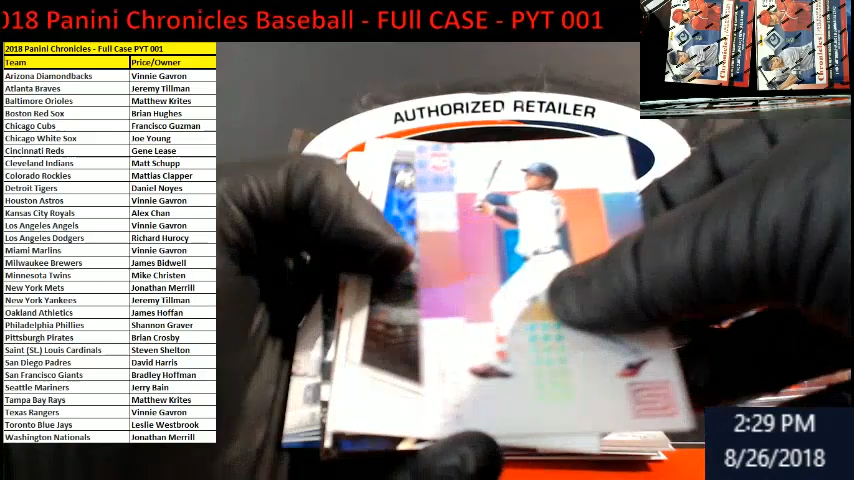 018 Panini Chronicles Baseball - FUll CASE - PYT 001
2018 Panini Chronicles - Full Case PYT 001
Team Price/Owner
Arizona Diamondbacks Vinnie Gavron
Atlanta Braves Jeremy Tillman
Baltimore Orioles Matthew Krites
Boston Red Sox Brian Hughes
Chicago Cubs Francisco Guzman
Chicago White Sox Joe Young
Cincinnati Reds Gene Lease
Cleveland Indians Matt Schupp
Colorado Rockies Mattias Clapper
Detroit Tigers Daniel Noyes
Houston Astros Vinnie Gavron
Kansas City Royals Alex Chan
Los Angeles Angels Vinnie Gavron
Los Angeles Dodgers Richard Hurocy
Miami Marlins Vinnie Gavron
Milwaukee Brewers James Bidwell
Minnesota Twins Mike Christen
New York Mets Jonathan Merrill
New York Yankees Jeremy Tillman
Oakland Athletics James Hoffan
Philadelphia Phillies Shannon Graver
Pittsburgh Pirates Brian Crosby
Saint (St.) Louis Cardinals Steven Shelton
San Diego Padres David Harris
San Francisco Giants Bradley Hoffman
Seattle Mariners Jerry Bain
Tampa Bay Rays Matthew Krites
Texas Rangers Vinnie Gavron
Toronto Blue Jays Leslie Westbrook
Washington Nationals Jonathan Merrill
AUTHORIZED RETAILER
Chronicles
2:29 PM
8/26/2018